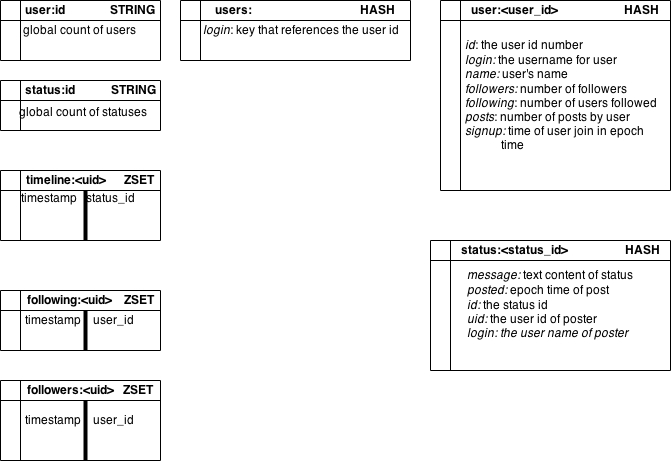 user:id STRING
global count of users
status:id STRING
global count of statuses
timeline:<uid> ZSET
timestamp status_id
following:<uid> ZSET
timestamp user_id
followers:<uid> ZSET
timestamp user_id
users: HASH
login: key that references the user id
user:<user_id> HASH
id: the user id number
login: the username for user
name: user's name
followers: number of followers
following: number of users followed
posts: number of posts by user
signup: time of user join in epoch
time
status:<status_id> HASH
message: text content of status
posted: epoch time of post
id: the status id
uid: the user id of poster
login: the user name of poster